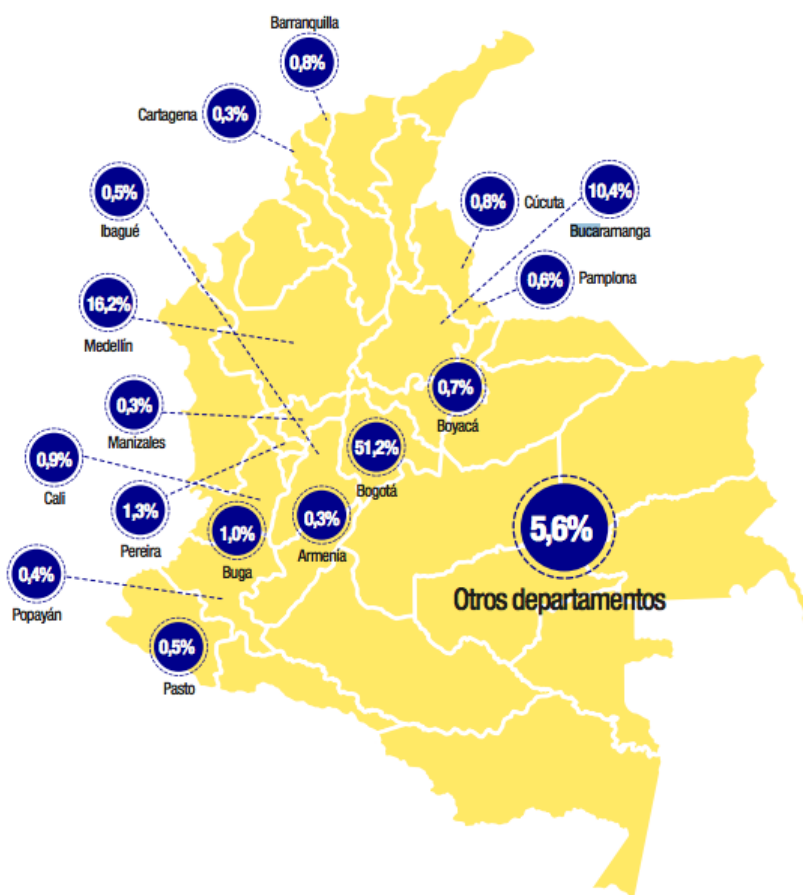 Barranquilla
0,8%
Cartagena
0,3%
0,5%
Ibagué
0,8%
Cúcuta
10,4%
Bucaramanga
0,6%
Pamplona
16,2%
Medellín
0,7%
Boyacá
0,3%
Manizales
51,2%
Bogotá
0,9%
Cali
1,3%
Pereira
1,0%
Buga
0,3%
Armenía
5,6%
Otros departamentos
0,4%
Popayán
0,5%
Pasto